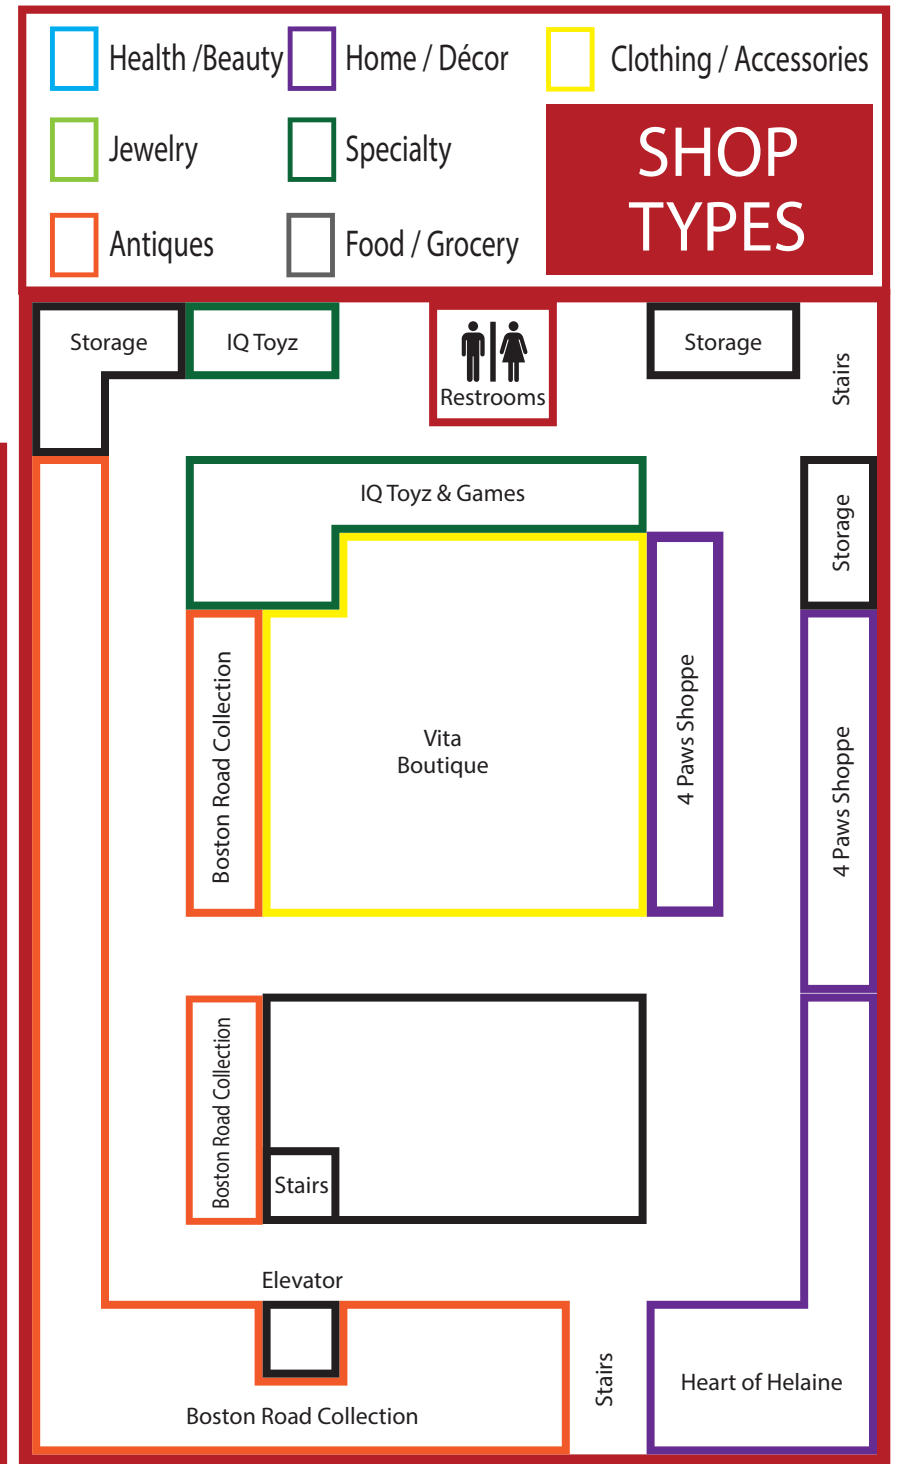 Health /Beauty
Home / Décor
Clothing / Accessories
Jewelry
Specialty
SHOP
TYPES
Antiques
Food / Grocery
Storage
IQ Toyz
Restrooms
Storage
Stairs
IQ Toyz & Games
Storage
Boston Road Collection
Vita
Boutique
4 Paws Shoppe
4 Paws Shoppe
Boston Road Collection
Stairs
Elevator
Boston Road Collection
Stairs
Heart of Helaine